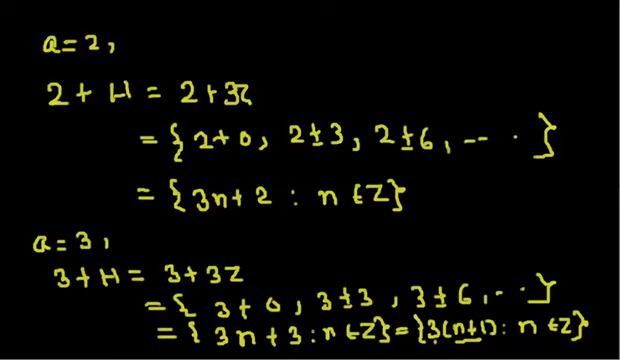 a = 2,
2 + H = 2 + 3Z
= { 2 + 0, 2 ± 3, 2 ± 6, --- · }
= { 3n + 2 : n ∈ Z }
a = 3,
3 + H = 3 + 3Z
= { 3 + 0, 3 ± 3, 3 ± 6, ·· · }
= { 3n + 3 : n ∈ Z } = { 3(n+1) : n ∈ Z }